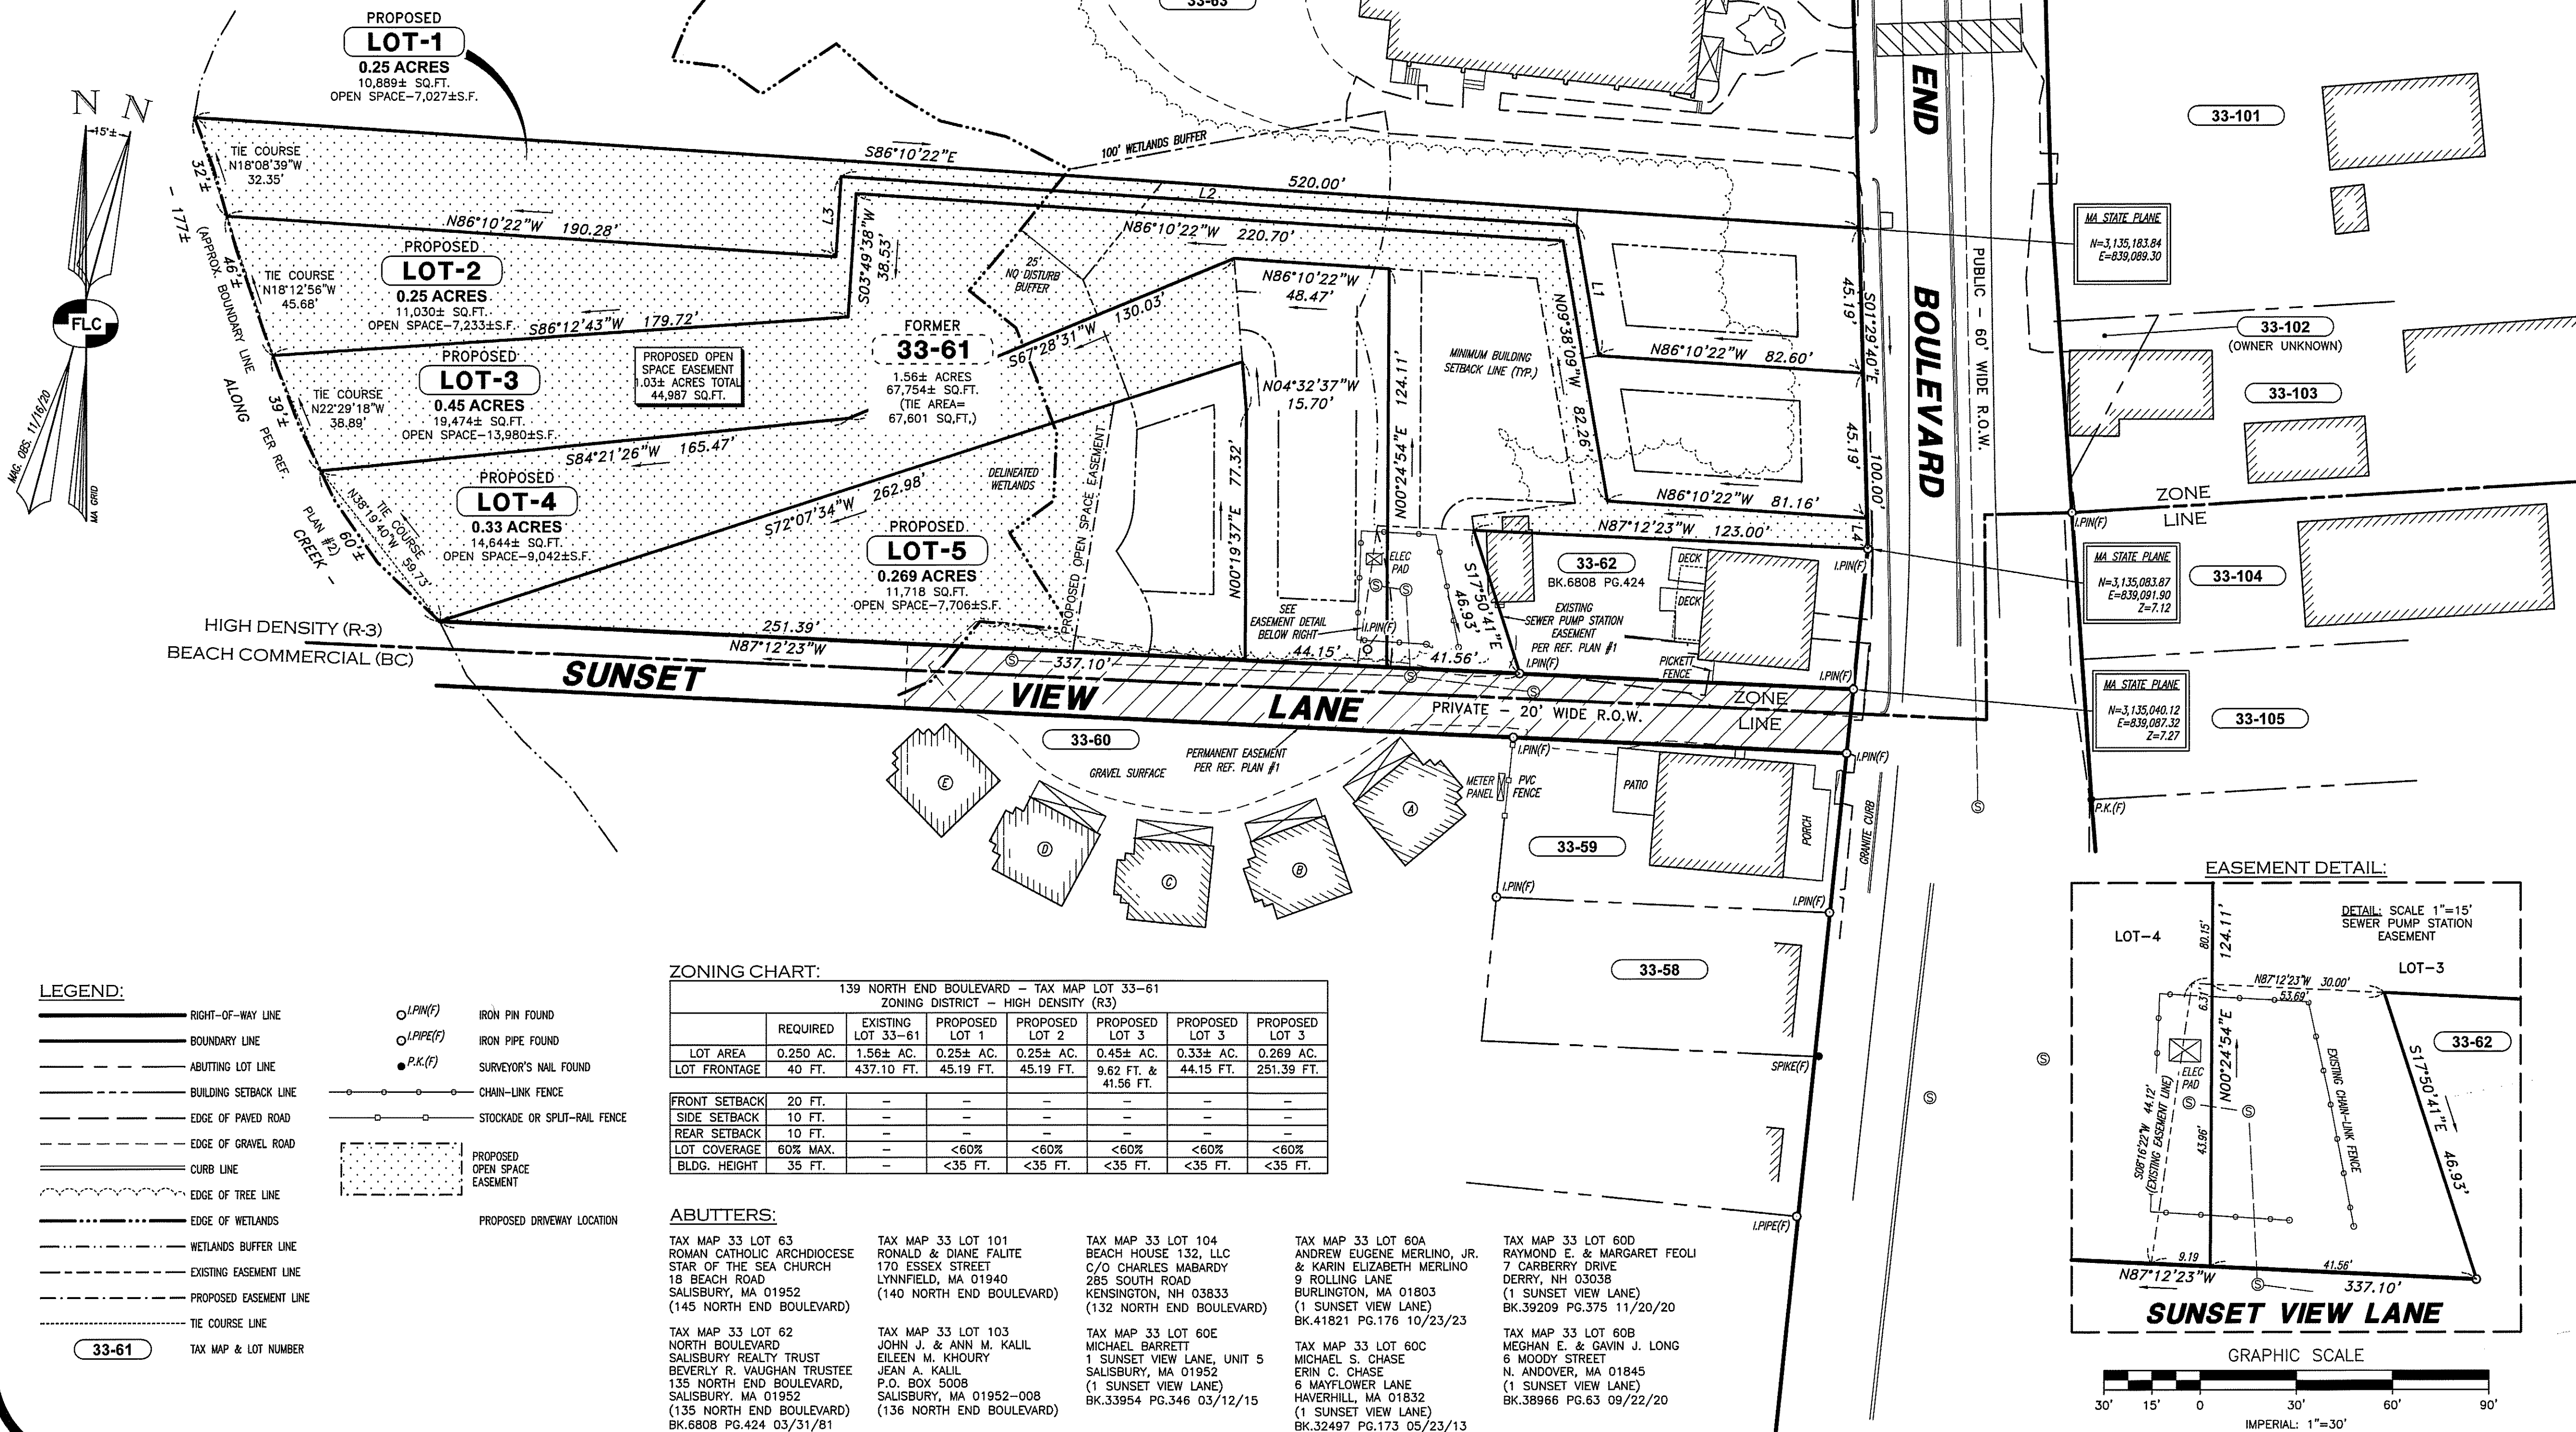 33-63
PROPOSED
LOT-1
0.25 ACRES
10,889± SQ.FT.
OPEN SPACE-7,027±S.F.
N N
15'±
FLC
MAG. OBS. 11/16/20
MA GRID
TIE COURSE
N18°08'39"W
32.35'
32'±
- 177±
(APPROX. BOUNDARY LINE
ALONG
PER REF.
PLAN #2)
CREEK -
S86°10'22"E
520.00'
100' WETLANDS BUFFER
L2
L3
N86°10'22"W 190.28'
PROPOSED
LOT-2
0.25 ACRES
11,030± SQ.FT.
OPEN SPACE-7,233±S.F.
46'±
TIE COURSE
N18°12'56"W
45.68'
S03°49'38"W
38.53'
N86°10'22"W 220.70'
25'
NO DISTURB
BUFFER
S86°12'43"W 179.72'
PROPOSED
LOT-3
0.45 ACRES
19,474± SQ.FT.
OPEN SPACE-13,980±S.F.
39'±
TIE COURSE
N22°29'18"W
38.89'
PROPOSED OPEN
SPACE EASEMENT
1.03± ACRES TOTAL
44,987 SQ.FT.
FORMER
33-61
1.56± ACRES
67,754± SQ.FT.
(TIE AREA=
67,601 SQ.FT.)
S67°28'31"W 130.03'
N86°10'22"W
48.47'
N04°32'37"W
15.70'
N00°24'54"E 124.11'
MINIMUM BUILDING
SETBACK LINE (TYP.)
N09°38'09"W 82.26'
L1
N86°10'22"W 82.60'
45.19'
S01°29'40"E
100.00'
45.19'
N86°10'22"W 81.16'
N87°12'23"W 123.00'
L4
S84°21'26"W 165.47'
PROPOSED
LOT-4
0.33 ACRES
14,644± SQ.FT.
OPEN SPACE-9,042±S.F.
60'±
TIE COURSE
N38°19'40"W 59.73'
S72°07'34"W 262.98'
DELINEATED
WETLANDS
PROPOSED OPEN SPACE EASEMENT
N00°19'37"E 77.32'
PROPOSED
LOT-5
0.269 ACRES
11,718 SQ.FT.
OPEN SPACE-7,706±S.F.
ELEC
PAD
SEE
EASEMENT DETAIL
BELOW RIGHT
I.PIN(F)
S17°50'41"E
46.93'
33-62
BK.6808 PG.424
EXISTING
SEWER PUMP STATION
EASEMENT
PER REF. PLAN #1
DECK
DECK
PICKETT
FENCE
I.PIN(F)
I.PIN(F)
I.PIN(F)
HIGH DENSITY (R-3)
BEACH COMMERCIAL (BC)
251.39'
N87°12'23"W
337.10'
44.15'
41.56'
S
S
S
S
S
SUNSET VIEW LANE
PRIVATE - 20' WIDE R.O.W.
ZONE
LINE
END BOULEVARD
PUBLIC - 60' WIDE R.O.W.
MA STATE PLANE
N=3,135,183.84
E=839,089.30
33-101
33-102
(OWNER UNKNOWN)
33-103
ZONE
LINE
I.PIN(F)
MA STATE PLANE
N=3,135,083.87
E=839,091.90
Z=7.12
33-104
MA STATE PLANE
N=3,135,040.12
E=839,087.32
Z=7.27
33-105
P.K.(F)
S
33-60
GRAVEL SURFACE
PERMANENT EASEMENT
PER REF. PLAN #1
E
D
C
B
A
I.PIN(F)
METER
PANEL
PVC
FENCE
PATIO
PORCH
I.PIN(F)
GRANITE CURB
33-59
I.PIN(F)
I.PIN(F)
33-58
SPIKE(F)
I.PIPE(F)
S
S
LEGEND:
RIGHT-OF-WAY LINE
BOUNDARY LINE
ABUTTING LOT LINE
BUILDING SETBACK LINE
EDGE OF PAVED ROAD
EDGE OF GRAVEL ROAD
CURB LINE
EDGE OF TREE LINE
EDGE OF WETLANDS
WETLANDS BUFFER LINE
EXISTING EASEMENT LINE
PROPOSED EASEMENT LINE
TIE COURSE LINE
33-61 TAX MAP & LOT NUMBER
I.PIN(F) IRON PIN FOUND
I.PIPE(F) IRON PIPE FOUND
P.K.(F) SURVEYOR'S NAIL FOUND
CHAIN-LINK FENCE
STOCKADE OR SPLIT-RAIL FENCE
PROPOSED
OPEN SPACE
EASEMENT
PROPOSED DRIVEWAY LOCATION
ZONING CHART:
139 NORTH END BOULEVARD - TAX MAP LOT 33-61
ZONING DISTRICT - HIGH DENSITY (R3)
REQUIRED EXISTING LOT 33-61 PROPOSED LOT 1 PROPOSED LOT 2 PROPOSED LOT 3 PROPOSED LOT 3 PROPOSED LOT 3
LOT AREA 0.250 AC. 1.56± AC. 0.25± AC. 0.25± AC. 0.45± AC. 0.33± AC. 0.269 AC.
LOT FRONTAGE 40 FT. 437.10 FT. 45.19 FT. 45.19 FT. 9.62 FT. & 41.56 FT. 44.15 FT. 251.39 FT.
FRONT SETBACK 20 FT. - - - - - -
SIDE SETBACK 10 FT. - - - - - -
REAR SETBACK 10 FT. - - - - - -
LOT COVERAGE 60% MAX. - <60% <60% <60% <60% <60%
BLDG. HEIGHT 35 FT. - <35 FT. <35 FT. <35 FT. <35 FT. <35 FT.
ABUTTERS:
TAX MAP 33 LOT 63
ROMAN CATHOLIC ARCHDIOCESE
STAR OF THE SEA CHURCH
18 BEACH ROAD
SALISBURY, MA 01952
(145 NORTH END BOULEVARD)
TAX MAP 33 LOT 62
NORTH BOULEVARD
SALISBURY REALTY TRUST
BEVERLY R. VAUGHAN TRUSTEE
135 NORTH END BOULEVARD,
SALISBURY. MA 01952
(135 NORTH END BOULEVARD)
BK.6808 PG.424 03/31/81
TAX MAP 33 LOT 101
RONALD & DIANE FALITE
170 ESSEX STREET
LYNNFIELD, MA 01940
(140 NORTH END BOULEVARD)
TAX MAP 33 LOT 103
JOHN J. & ANN M. KALIL
EILEEN M. KHOURY
JEAN A. KALIL
P.O. BOX 5008
SALISBURY, MA 01952-008
(136 NORTH END BOULEVARD)
TAX MAP 33 LOT 104
BEACH HOUSE 132, LLC
C/O CHARLES MABARDY
285 SOUTH ROAD
KENSINGTON, NH 03833
(132 NORTH END BOULEVARD)
TAX MAP 33 LOT 60E
MICHAEL BARRETT
1 SUNSET VIEW LANE, UNIT 5
SALISBURY, MA 01952
(1 SUNSET VIEW LANE)
BK.33954 PG.346 03/12/15
TAX MAP 33 LOT 60A
ANDREW EUGENE MERLINO, JR.
& KARIN ELIZABETH MERLINO
9 ROLLING LANE
BURLINGTON, MA 01803
(1 SUNSET VIEW LANE)
BK.41821 PG.176 10/23/23
TAX MAP 33 LOT 60C
MICHAEL S. CHASE
ERIN C. CHASE
6 MAYFLOWER LANE
HAVERHILL, MA 01832
(1 SUNSET VIEW LANE)
BK.32497 PG.173 05/23/13
TAX MAP 33 LOT 60D
RAYMOND E. & MARGARET FEOLI
7 CARBERRY DRIVE
DERRY, NH 03038
(1 SUNSET VIEW LANE)
BK.39209 PG.375 11/20/20
TAX MAP 33 LOT 60B
MEGHAN E. & GAVIN J. LONG
6 MOODY STREET
N. ANDOVER, MA 01845
(1 SUNSET VIEW LANE)
BK.38966 PG.63 09/22/20
EASEMENT DETAIL:
DETAIL: SCALE 1"=15'
SEWER PUMP STATION
EASEMENT
LOT-4
LOT-3
80.15'
124.11'
N87°12'23"W 30.00'
53.69'
6.31'
N00°24'54"E
33-62
ELEC
PAD
S
S
S08°16'22"W 44.12'
(EXISTING EASEMENT LINE)
43.96'
EXISTING CHAIN-LINK FENCE
S17°50'41"E 46.93'
9.19
41.56'
N87°12'23"W
S
337.10'
SUNSET VIEW LANE
GRAPHIC SCALE
30' 15' 0 30' 60' 90'
IMPERIAL: 1"=30'